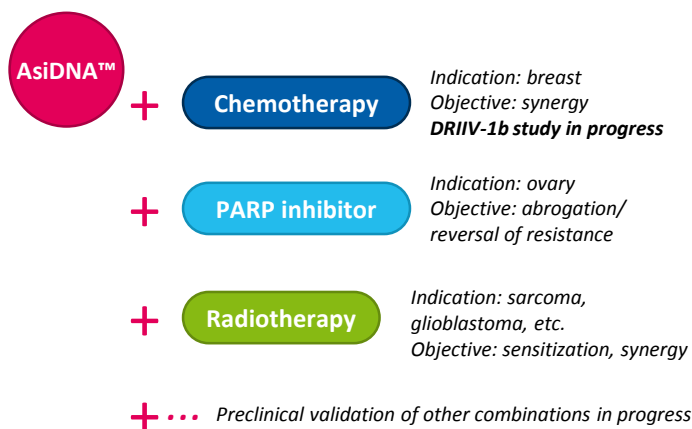 AsiDNA™
+ Chemotherapy
Indication: breast
Objective: synergy
DRIIV-1b study in progress
+ PARP inhibitor
Indication: ovary
Objective: abrogation/
reversal of resistance
+ Radiotherapy
Indication: sarcoma,
glioblastoma, etc.
Objective: sensitization, synergy
+ ... Preclinical validation of other combinations in progress